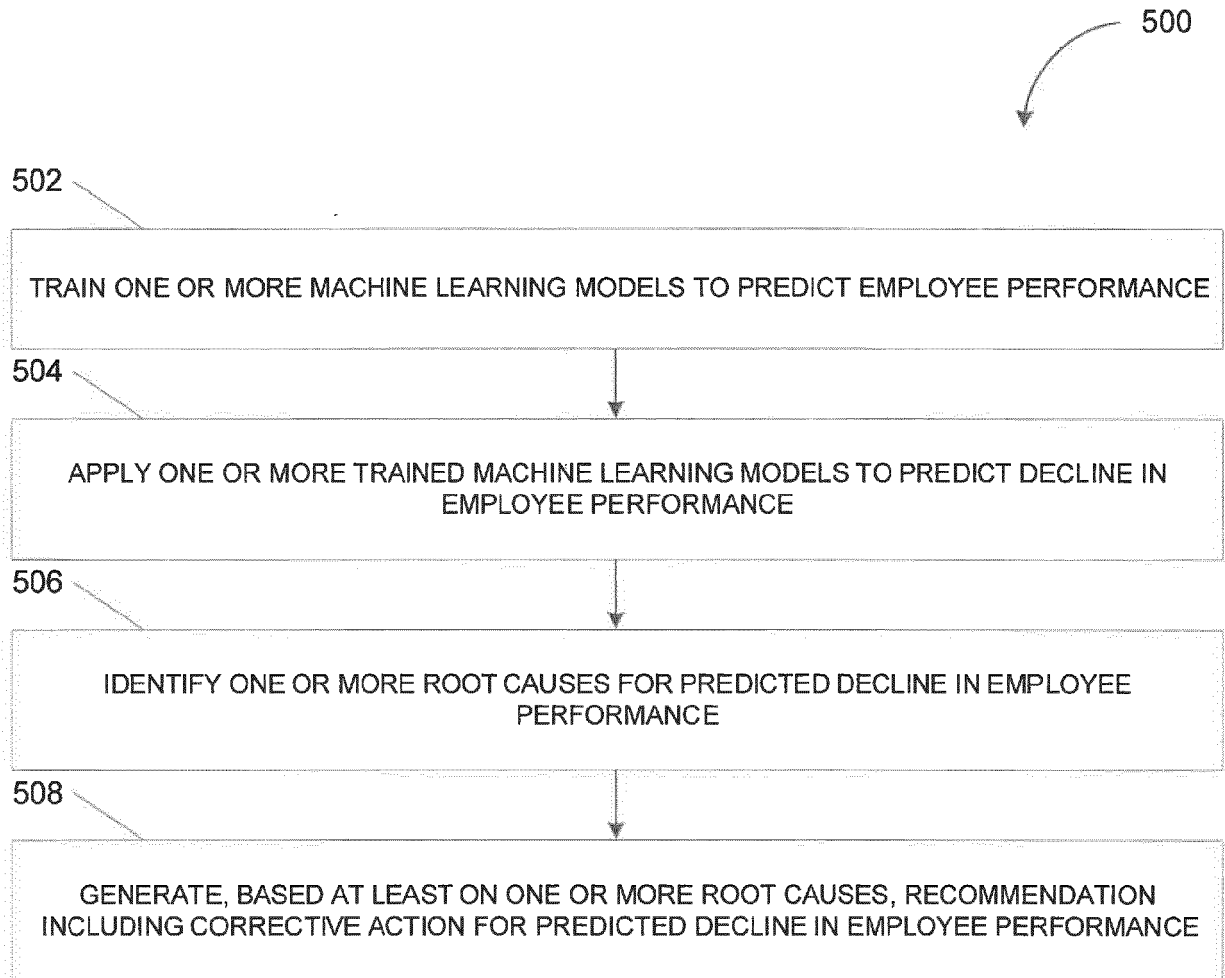 500
502
TRAIN ONE OR MORE MACHINE LEARNING MODELS TO PREDICT EMPLOYEE PERFORMANCE
504
APPLY ONE OR MORE TRAINED MACHINE LEARNING MODELS TO PREDICT DECLINE IN
EMPLOYEE PERFORMANCE
506
IDENTIFY ONE OR MORE ROOT CAUSES FOR PREDICTED DECLINE IN EMPLOYEE
PERFORMANCE
508
GENERATE, BASED AT LEAST ON ONE OR MORE ROOT CAUSES, RECOMMENDATION
INCLUDING CORRECTIVE ACTION FOR PREDICTED DECLINE IN EMPLOYEE PERFORMANCE